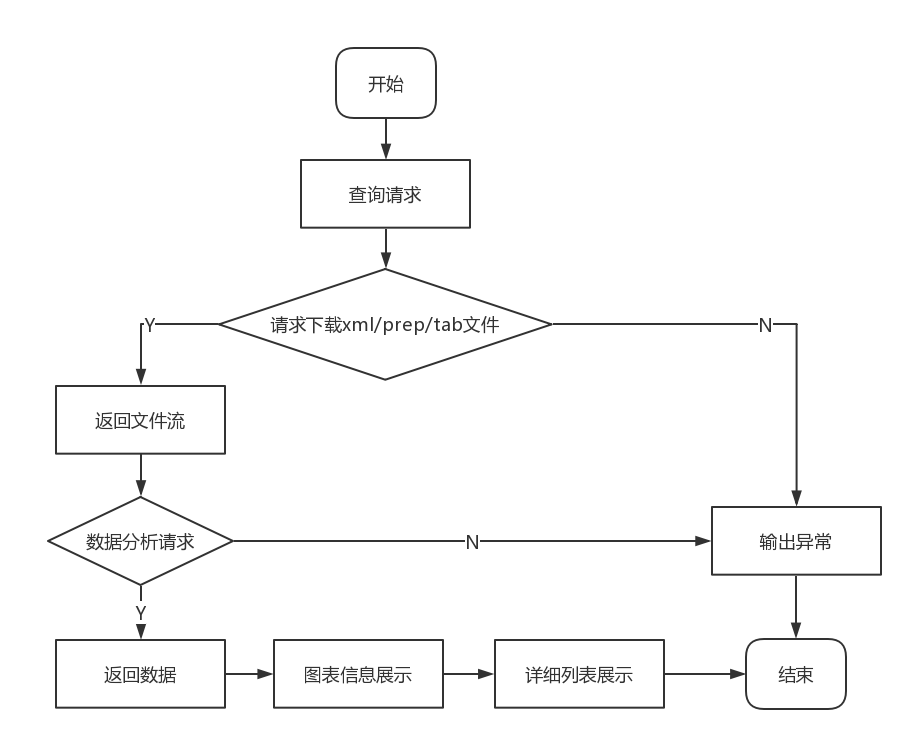 开始
查询请求
请求下载xml/prep/tab文件
Y
N
返回文件流
数据分析请求
N
输出异常
Y
返回数据
图表信息展示
详细列表展示
结束